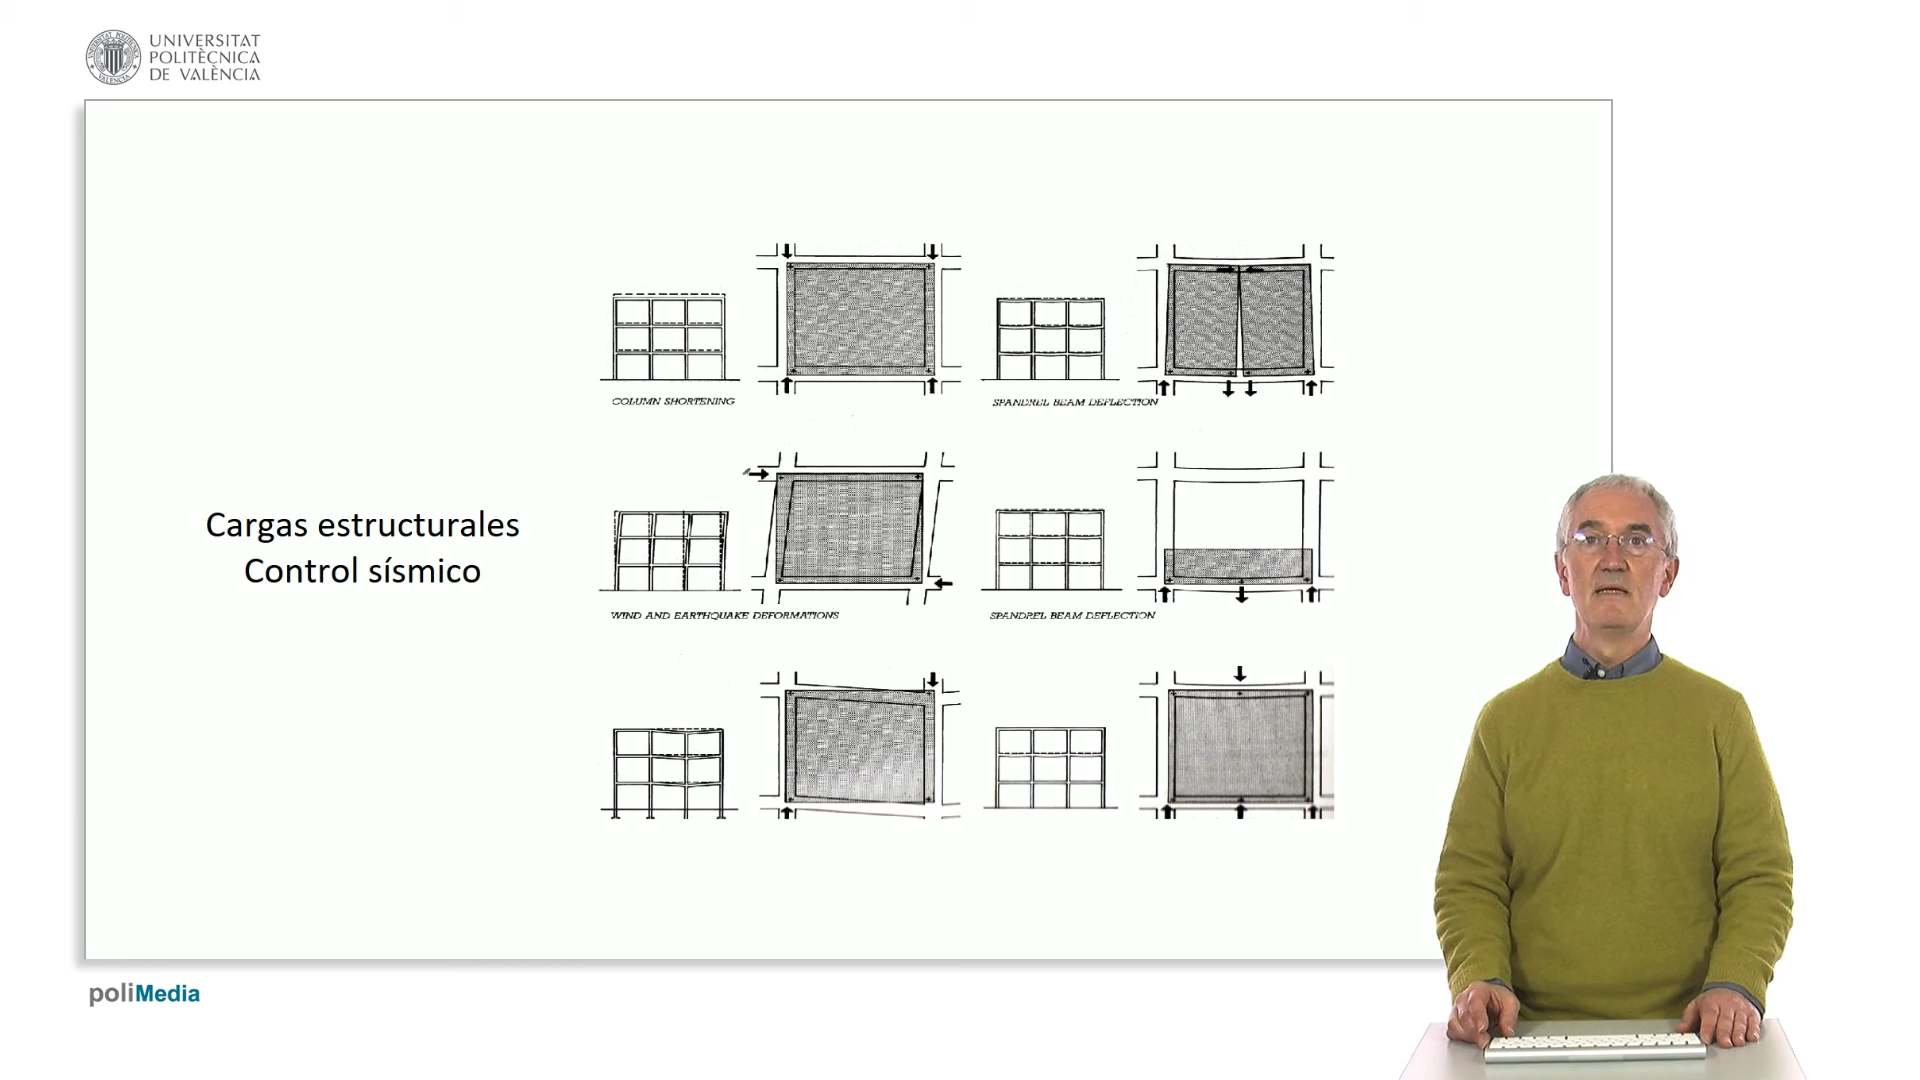 UNIVERSITAT
POLITÈCNICA
DE VALÈNCIA
Cargas estructurales
Control sísmico
COLUMN SHORTENING
SPANDREL BEAM DEFLECTION
WIND AND EARTHQUAKE DEFORMATIONS
SPANDREL BEAM DEFLECTION
poliMedia